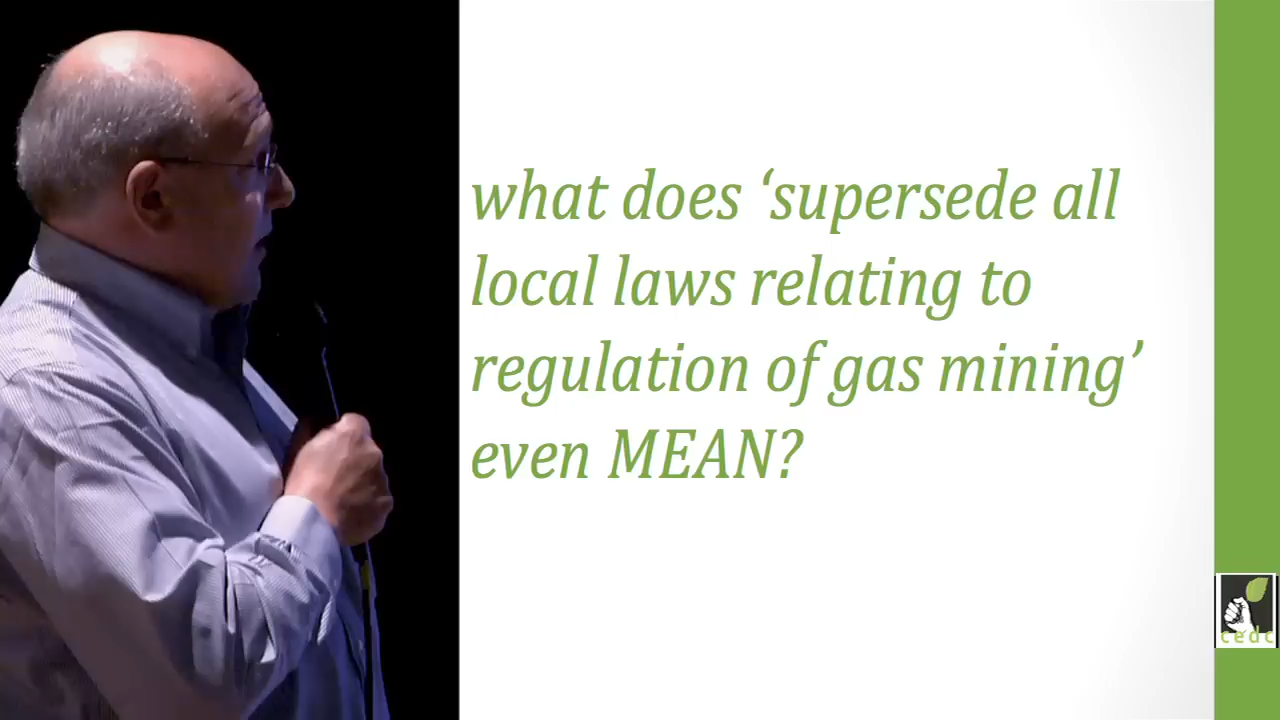 what does ‘supersede all
local laws relating to
regulation of gas mining’
even MEAN?
cedc